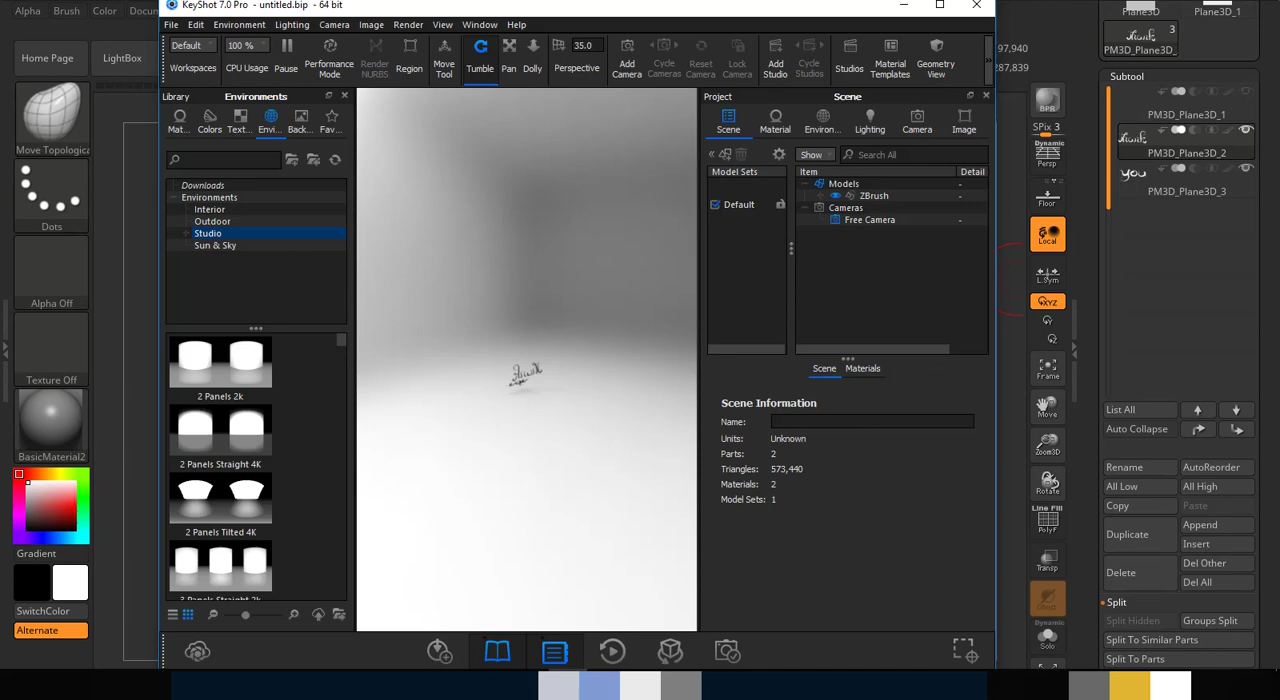 KeyShot 7.0 Pro - untitled.bip - 64 bit
File Edit Environment Lighting Camera Image Render View Window Help
Alpha Brush Color Docum
Home Page LightBox
Move Topologica
Dots
Alpha Off
Texture Off
BasicMaterial2
Gradient
SwitchColor
Alternate
Default 100 % 35.0
Workspaces CPU Usage Pause Performance Mode Render NURBS Region Move Tool Tumble Pan Dolly Perspective Add Camera Cycle Cameras Reset Camera Lock Camera Add Studio Cycle Studios Studios Material Templates Geometry View
Library Environments
Mat... Colors Text... Envi... Back... Fav...
Downloads
Environments
Interior
Outdoor
Studio
Sun & Sky
2 Panels 2k
2 Panels Straight 4K
2 Panels Tilted 4K
3 Panels Straight 2K
Project Scene
Scene Material Environ... Lighting Camera Image
Show Search All
Model Sets Item Detail
Default
Models -
ZBrush -
Cameras -
Free Camera -
Scene Materials
Scene Information
Name:
Units: Unknown
Parts: 2
Triangles: 573,440
Materials: 2
Model Sets: 1
97,940
287,839
BPR
SPix 3
Dynamic
Persp
Floor
Local
L.Sym
XYZ
Frame
Move
Zoom3D
Rotate
Line Fill
PolyF
Transp
Ghost
Dynamic
Solo
Plane3D Plane3D_1
3
PM3D_Plane3D_
Subtool
PM3D_Plane3D_1
thank
PM3D_Plane3D_2
you
PM3D_Plane3D_3
List All
Auto Collapse
Rename AutoReorder
All Low All High
Copy Paste
Duplicate Append
Insert
Delete Del Other
Del All
Split
Split Hidden Groups Split
Split To Similar Parts
Split To Parts